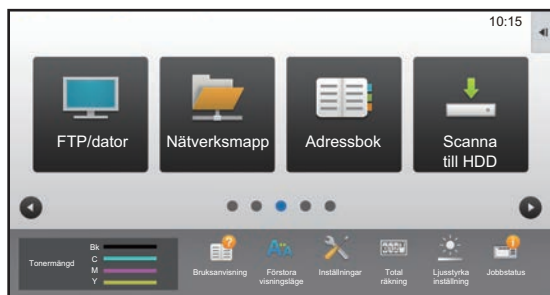 10:15
FTP/dator
Nätverksmapp
Adressbok
Scanna
till HDD
Tonermängd
Bk
C
M
Y
Bruksanvisning
Förstora
visningsläge
Inställningar
Total
räkning
Ljusstyrka
inställning
Jobbstatus